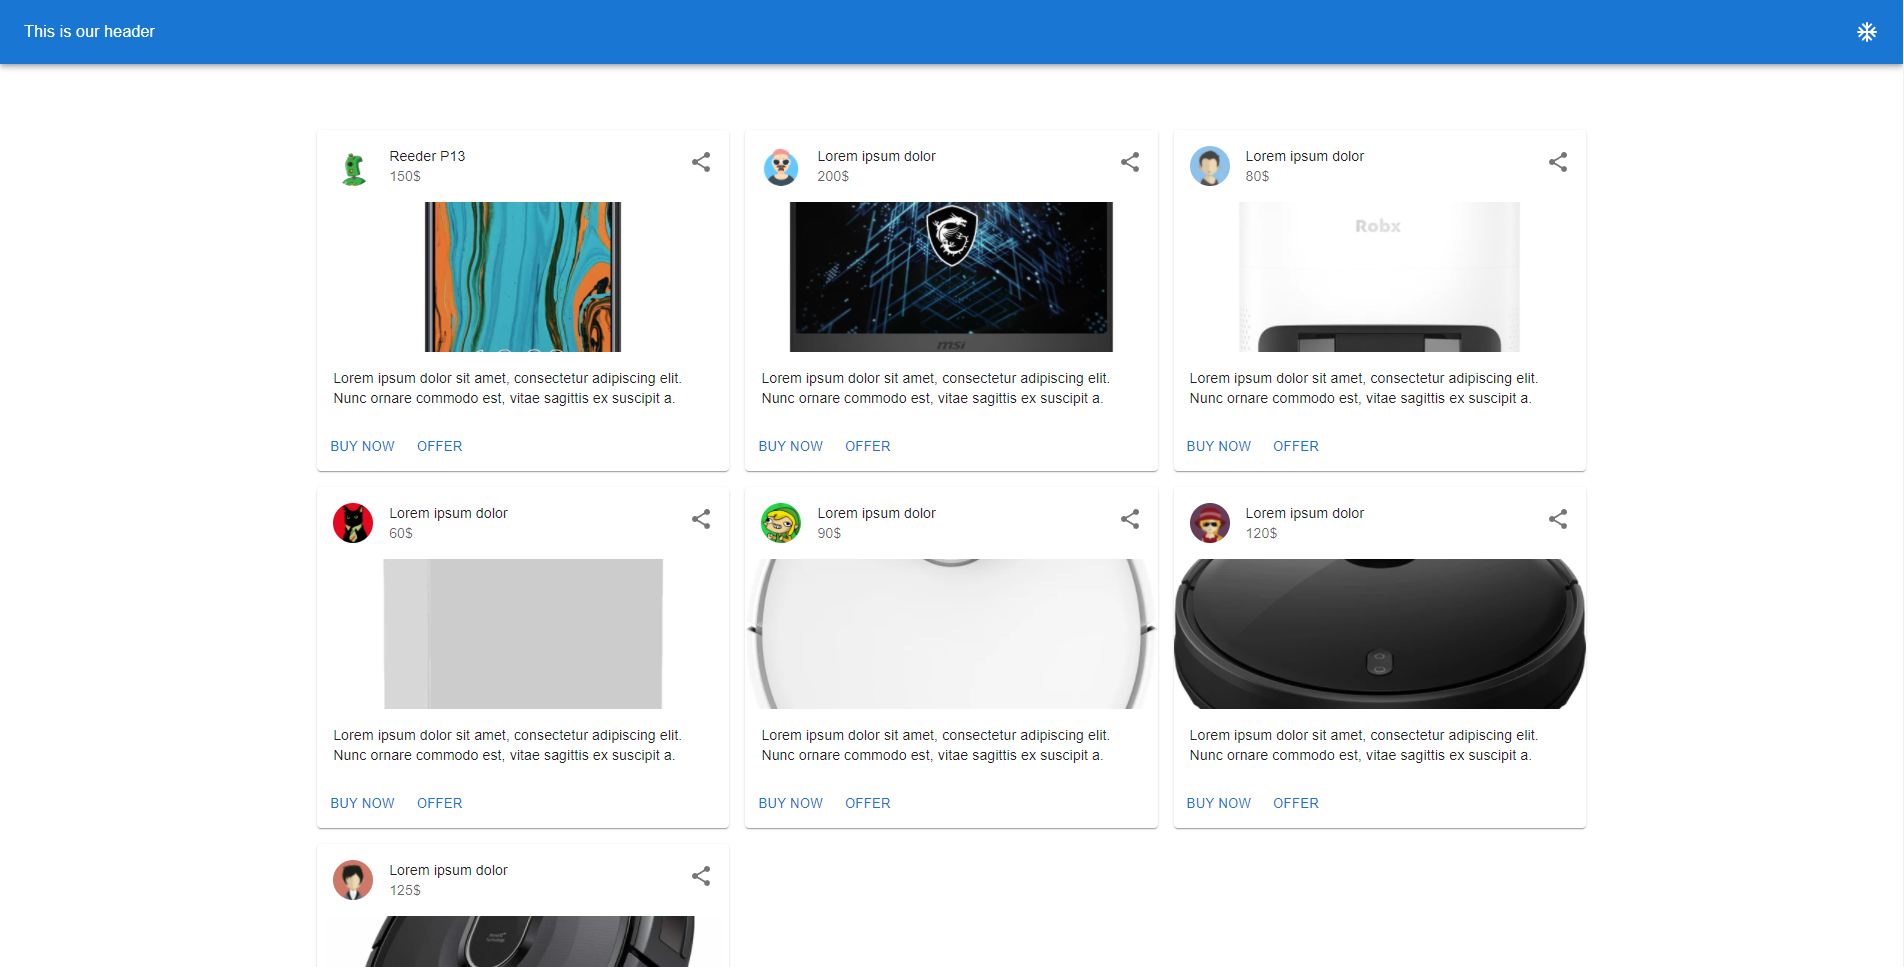 This is our header
Reeder P13
150$
Lorem ipsum dolor sit amet, consectetur adipiscing elit.
Nunc ornare commodo est, vitae sagittis ex suscipit a.
BUY NOW OFFER
Lorem ipsum dolor
200$
msi
Lorem ipsum dolor sit amet, consectetur adipiscing elit.
Nunc ornare commodo est, vitae sagittis ex suscipit a.
BUY NOW OFFER
Lorem ipsum dolor
80$
Robx
Lorem ipsum dolor sit amet, consectetur adipiscing elit.
Nunc ornare commodo est, vitae sagittis ex suscipit a.
BUY NOW OFFER
Lorem ipsum dolor
60$
Lorem ipsum dolor sit amet, consectetur adipiscing elit.
Nunc ornare commodo est, vitae sagittis ex suscipit a.
BUY NOW OFFER
Lorem ipsum dolor
90$
Lorem ipsum dolor sit amet, consectetur adipiscing elit.
Nunc ornare commodo est, vitae sagittis ex suscipit a.
BUY NOW OFFER
Lorem ipsum dolor
120$
Lorem ipsum dolor sit amet, consectetur adipiscing elit.
Nunc ornare commodo est, vitae sagittis ex suscipit a.
BUY NOW OFFER
Lorem ipsum dolor
125$